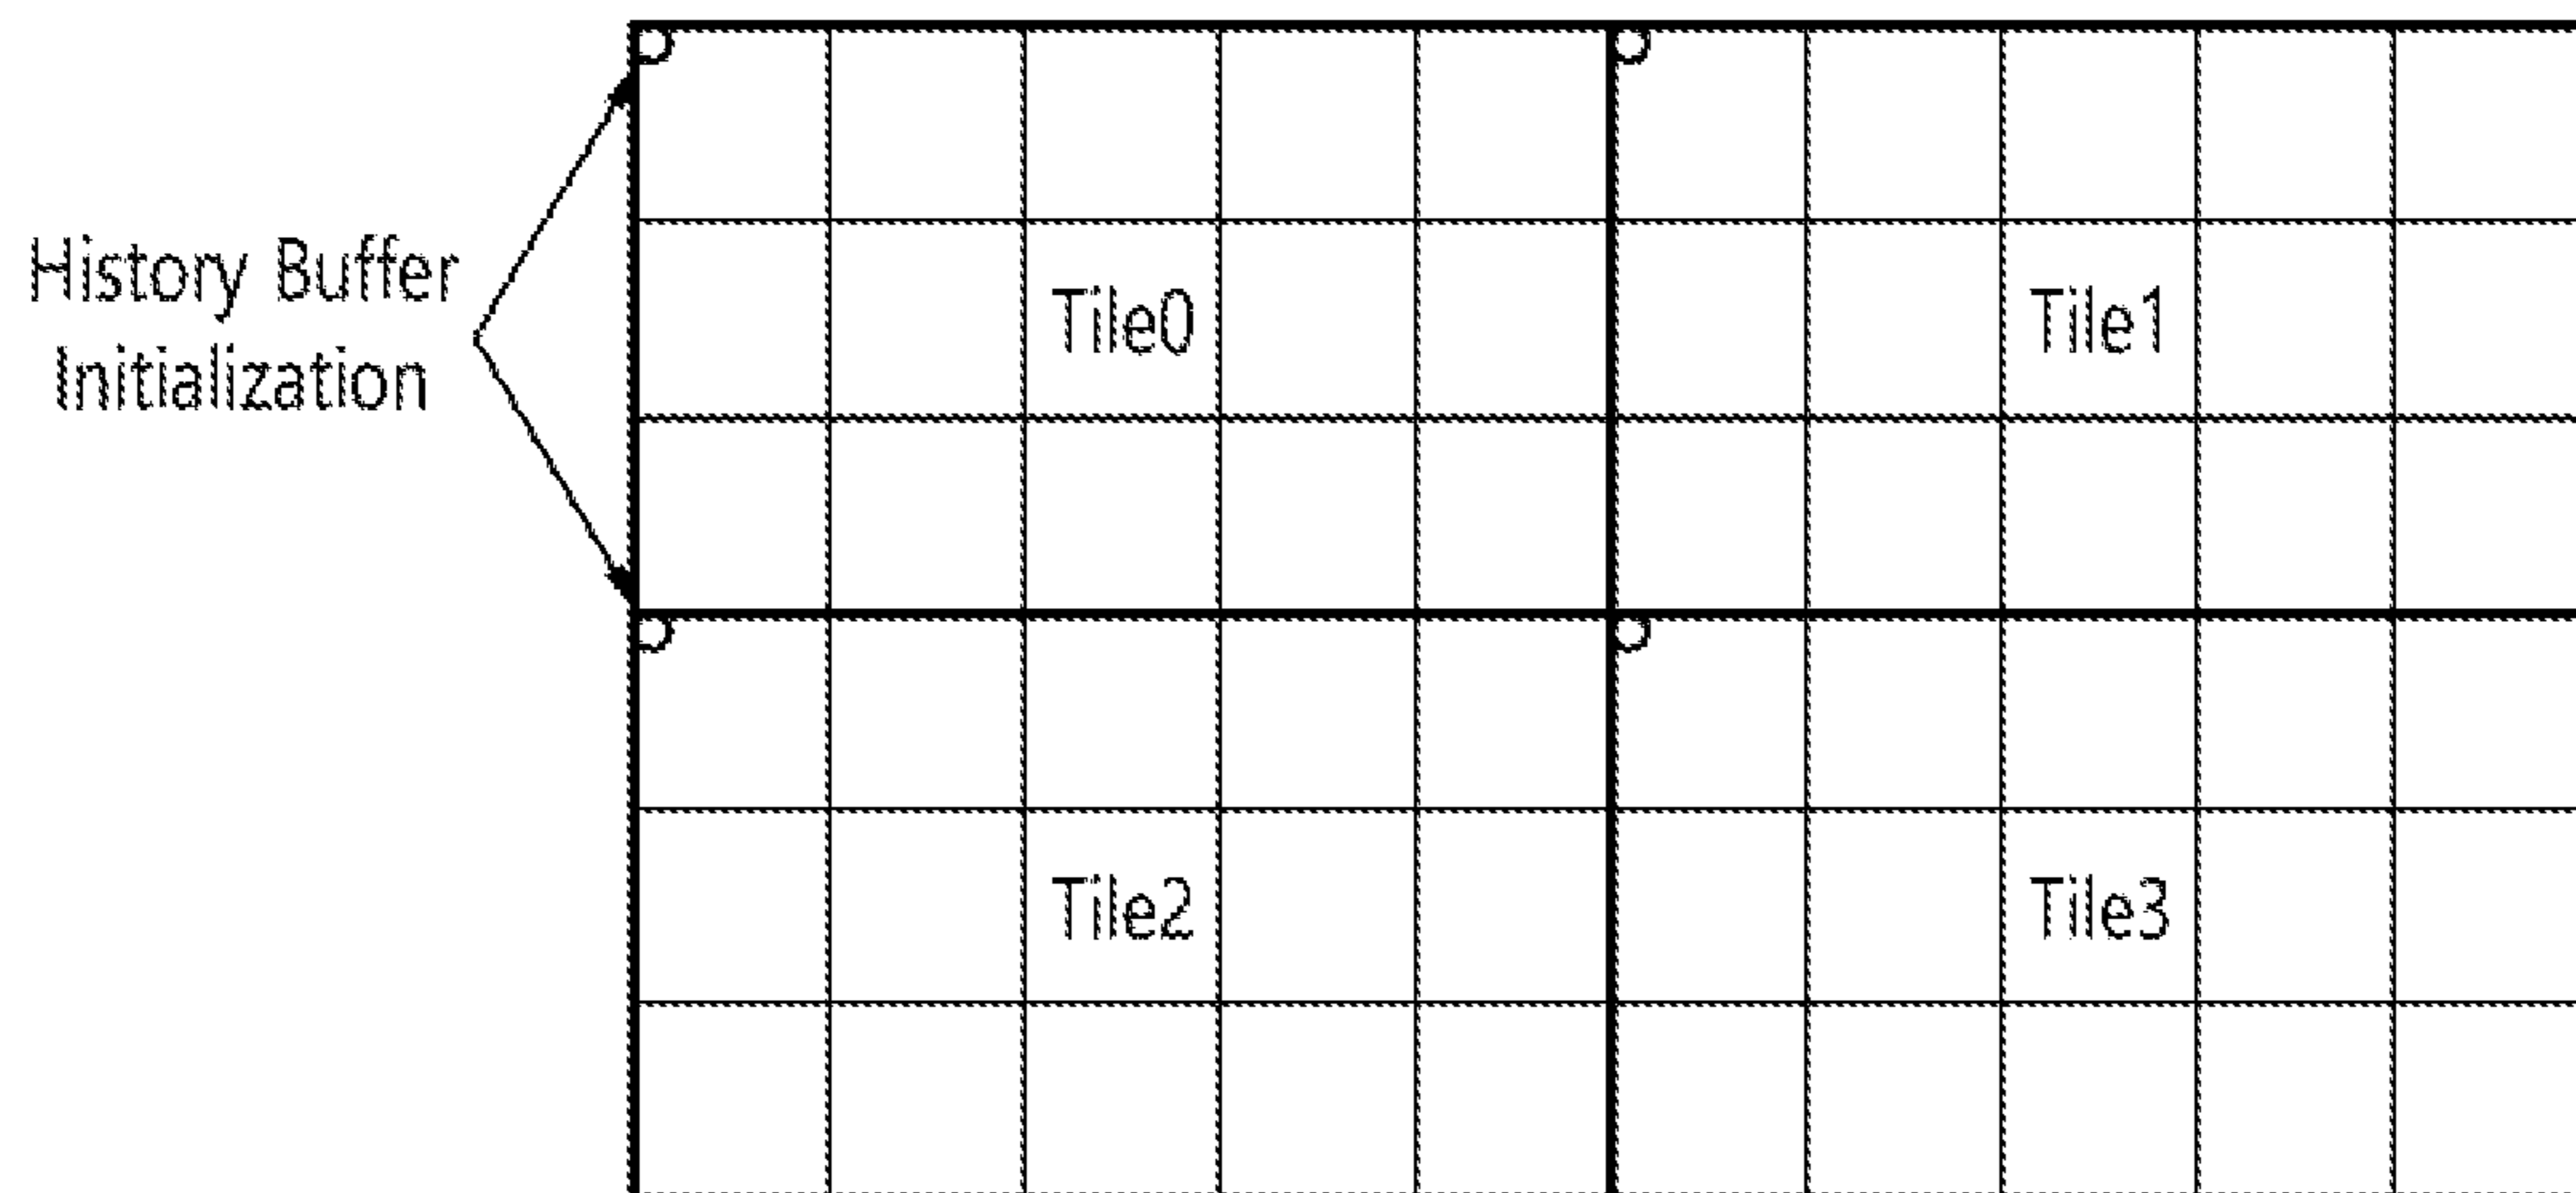 History Buffer
Initialization
Tile0
Tile1
Tile2
Tile3